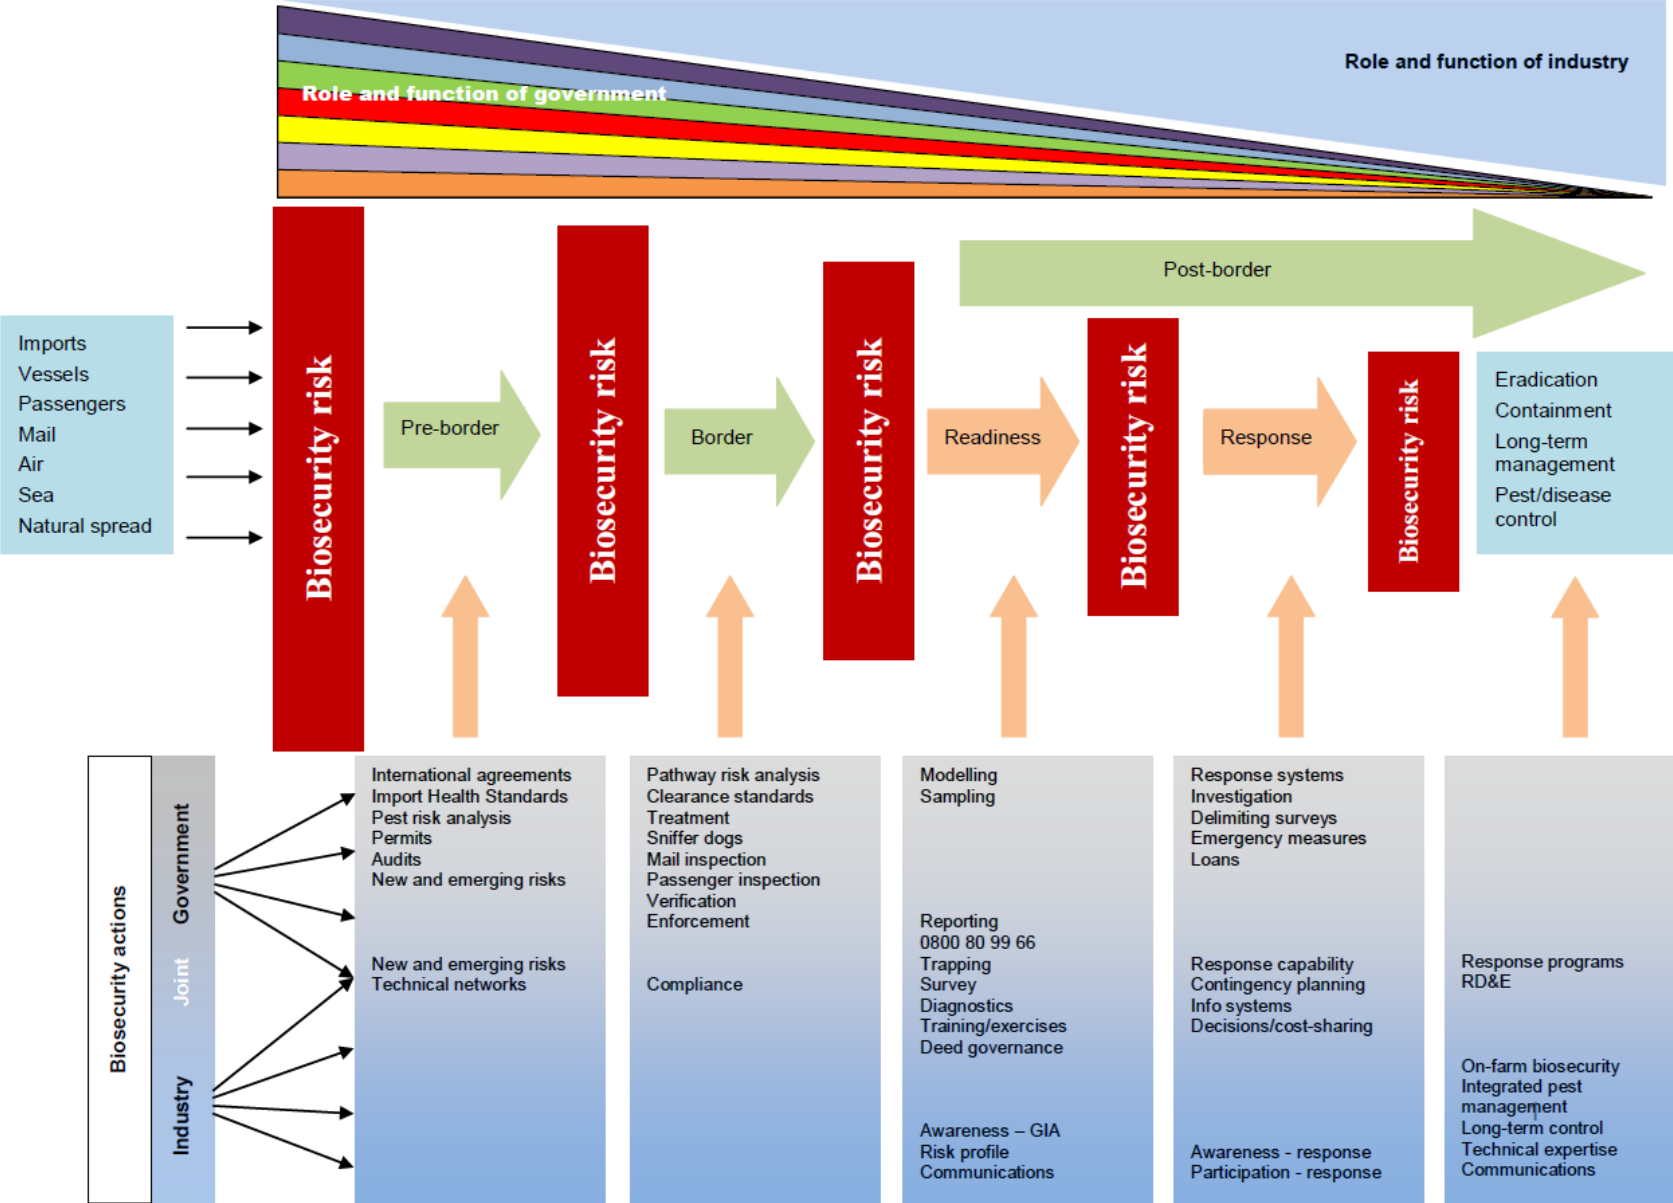 Role and function of industry
Role and function of government
Post-border
Imports
Vessels
Passengers
Mail
Air
Sea
Natural spread
Biosecurity risk
Pre-border
Biosecurity risk
Border
Biosecurity risk
Readiness
Biosecurity risk
Response
Biosecurity risk
Eradication
Containment
Long-term
management
Pest/disease
control
Biosecurity actions
Government
Joint
Industry
International agreements
Import Health Standards
Pest risk analysis
Permits
Audits
New and emerging risks
New and emerging risks
Technical networks
Pathway risk analysis
Clearance standards
Treatment
Sniffer dogs
Mail inspection
Passenger inspection
Verification
Enforcement
Compliance
Modelling
Sampling
Reporting
0800 80 99 66
Trapping
Survey
Diagnostics
Training/exercises
Deed governance
Awareness – GIA
Risk profile
Communications
Response systems
Investigation
Delimiting surveys
Emergency measures
Loans
Response capability
Contingency planning
Info systems
Decisions/cost-sharing
Awareness - response
Participation - response
Response programs
RD&E
On-farm biosecurity
Integrated pest
management
Long-term control
Technical expertise
Communications